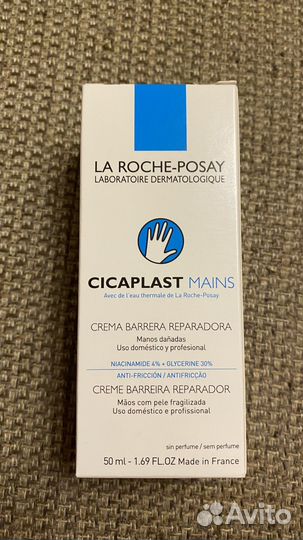 LA ROCHE-POSAY
LABORATOIRE DERMATOLOGIQUE
CICAPLAST MAINS
Avec de l'eau thermale de La Roche-Posay
CREMA BARRERA REPARADORA
Manos dañadas
Uso doméstico y profesional
NIACINAMIDE 4% + GLYCERINE 30%
ANTI-FRICCIÓN / ANTIFRICÇÃO
CREME BARREIRA REPARADOR
Mãos com pele fragilizada
Uso doméstico e profissional
sin perfume / sem perfume
50 ml - 1.69 FL.OZ Made in France
Avito